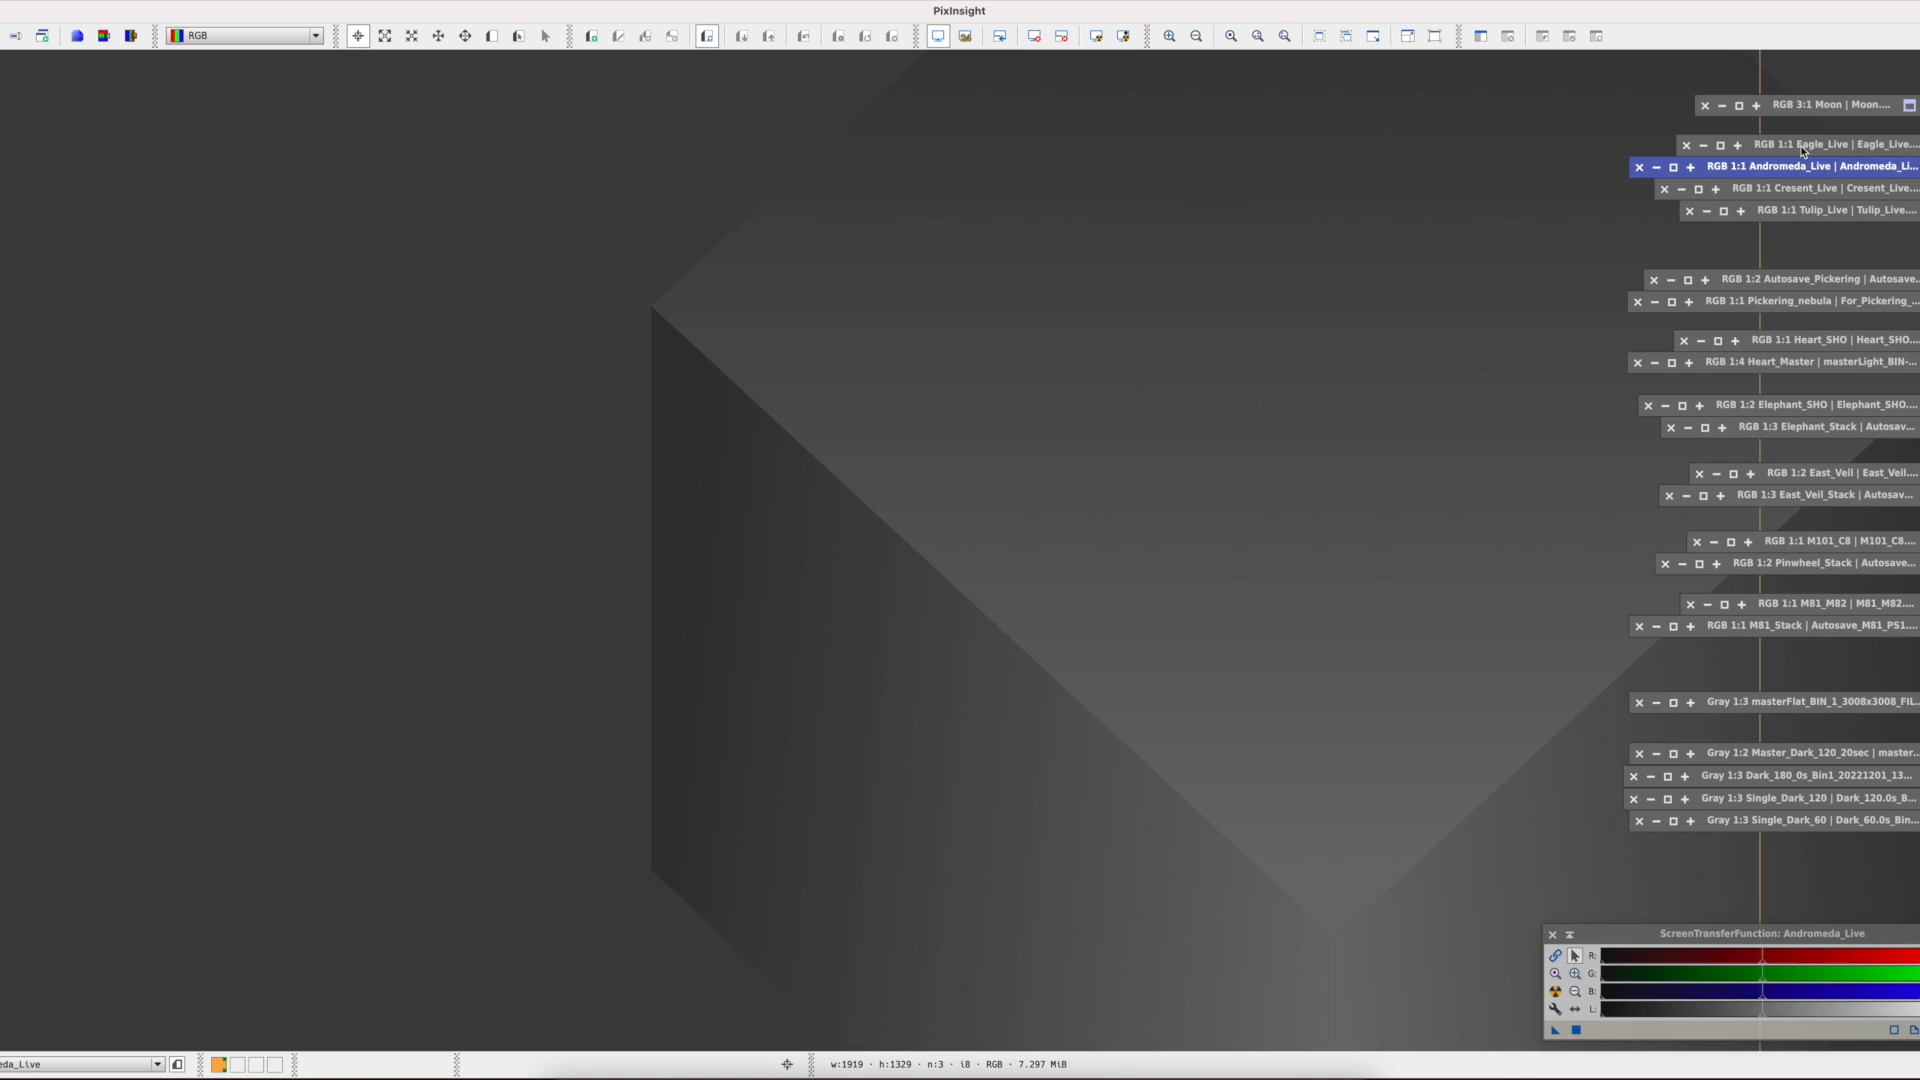 PixInsight
RGB
RGB 3:1 Moon | Moon....
RGB 1:1 Eagle_Live | Eagle_Live....
RGB 1:1 Andromeda_Live | Andromeda_Li...
RGB 1:1 Cresent_Live | Cresent_Live....
RGB 1:1 Tulip_Live | Tulip_Live....
RGB 1:2 Autosave_Pickering | Autosave..
RGB 1:1 Pickering_nebula | For_Pickering_...
RGB 1:1 Heart_SHO | Heart_SHO....
RGB 1:4 Heart_Master | masterLight_BIN-...
RGB 1:2 Elephant_SHO | Elephant_SHO....
RGB 1:3 Elephant_Stack | Autosav...
RGB 1:2 East_Veil | East_Veil....
RGB 1:3 East_Veil_Stack | Autosav...
RGB 1:1 M101_C8 | M101_C8....
RGB 1:2 Pinwheel_Stack | Autosave...
RGB 1:1 M81_M82 | M81_M82....
RGB 1:1 M81_Stack | Autosave_M81_PS1....
Gray 1:3 masterFlat_BIN_1_3008x3008_FIL..
Gray 1:2 Master_Dark_120_20sec | master...
Gray 1:3 Dark_180_0s_Bin1_20221201_13...
Gray 1:3 Single_Dark_120 | Dark_120.0s_B...
Gray 1:3 Single_Dark_60 | Dark_60.0s_Bin...
ScreenTransferFunction: Andromeda_Live
R:
G:
B:
L:
eda_Live
w:1919 · h:1329 · n:3 · i8 · RGB · 7.297 MiB